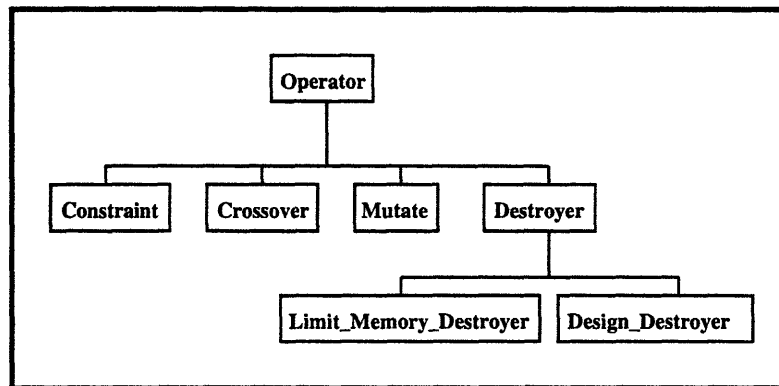 Operator
Constraint Crossover Mutate Destroyer
Limit_Memory_Destroyer Design_Destroyer